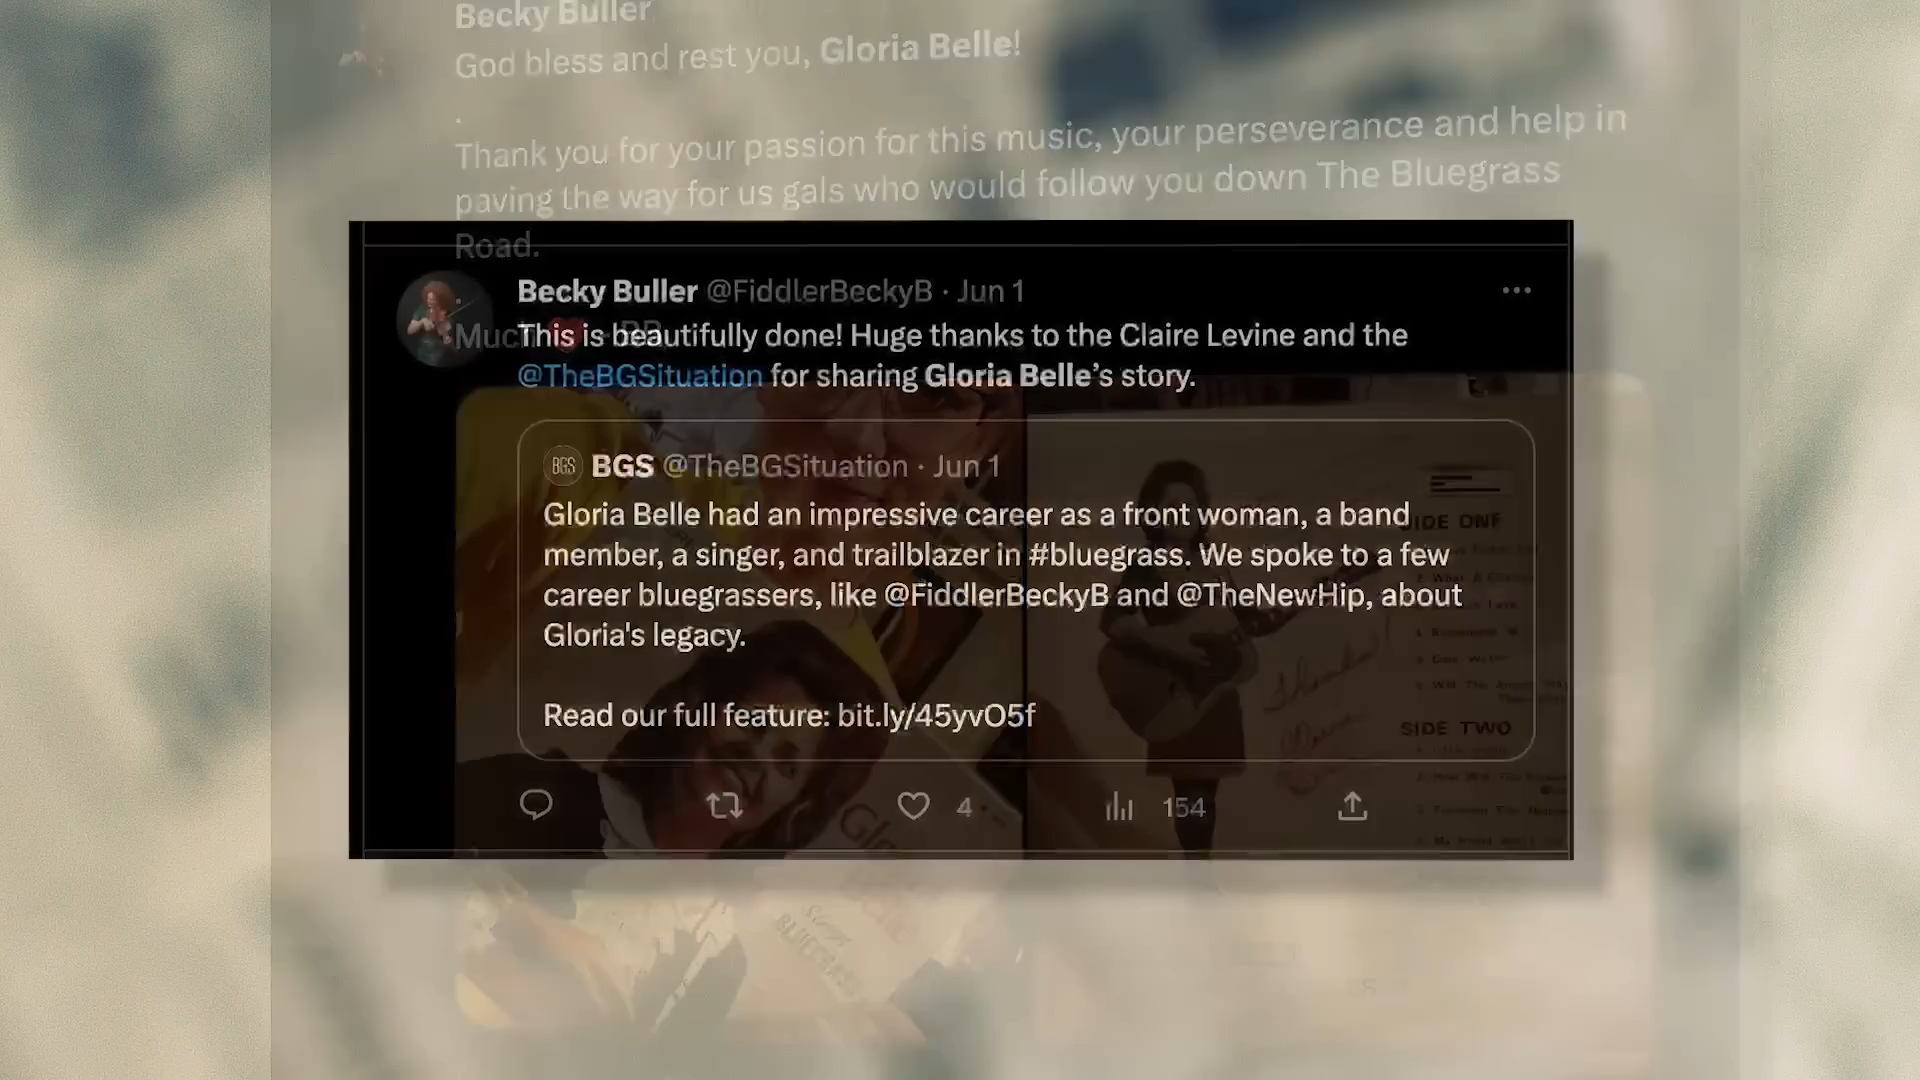 Becky Buller
God bless and rest you, Gloria Belle!
.
Thank you for your passion for this music, your perseverance and help in
paving the way for us gals who would follow you down The Bluegrass
Road.
.
Much
Becky Buller @FiddlerBeckyB · Jun 1
This is beautifully done! Huge thanks to the Claire Levine and the
@TheBGSituation for sharing Gloria Belle’s story.
BGS BGS @TheBGSituation · Jun 1
Gloria Belle had an impressive career as a front woman, a band
member, a singer, and trailblazer in #bluegrass. We spoke to a few
career bluegrassers, like @FiddlerBeckyB and @TheNewHip, about
Gloria's legacy.
Read our full feature: bit.ly/45yvO5f
4 154
SIDE ONE
SIDE TWO
BLUEGRASS